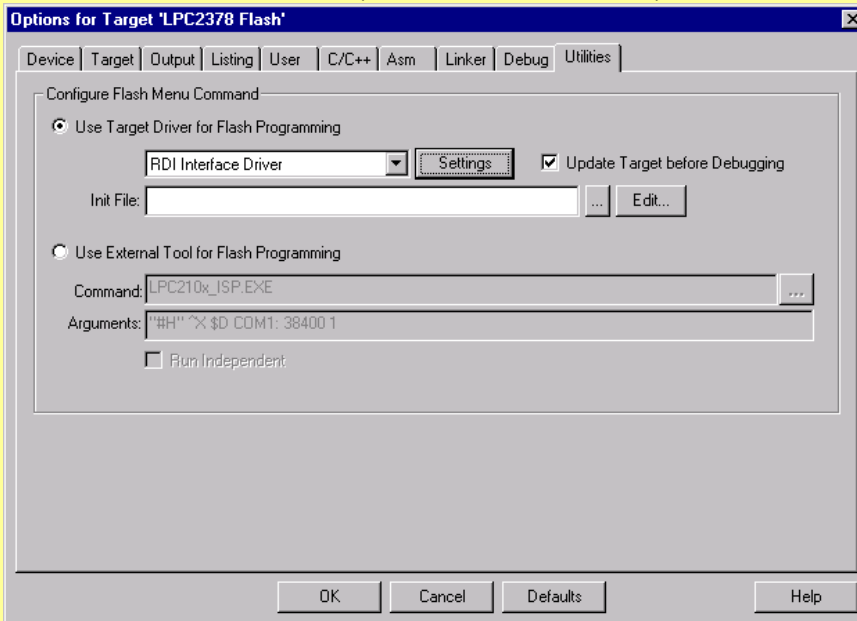 Options for Target 'LPC2378 Flash'
Device Target Output Listing User C/C++ Asm Linker Debug Utilities
Configure Flash Menu Command
Use Target Driver for Flash Programming
RDI Interface Driver Settings Update Target before Debugging
Init File: ... Edit...
Use External Tool for Flash Programming
Command: LPC210x_ISP.EXE ...
Arguments: "#H" ^X $D COM1: 38400 1
Run Independent
OK Cancel Defaults Help